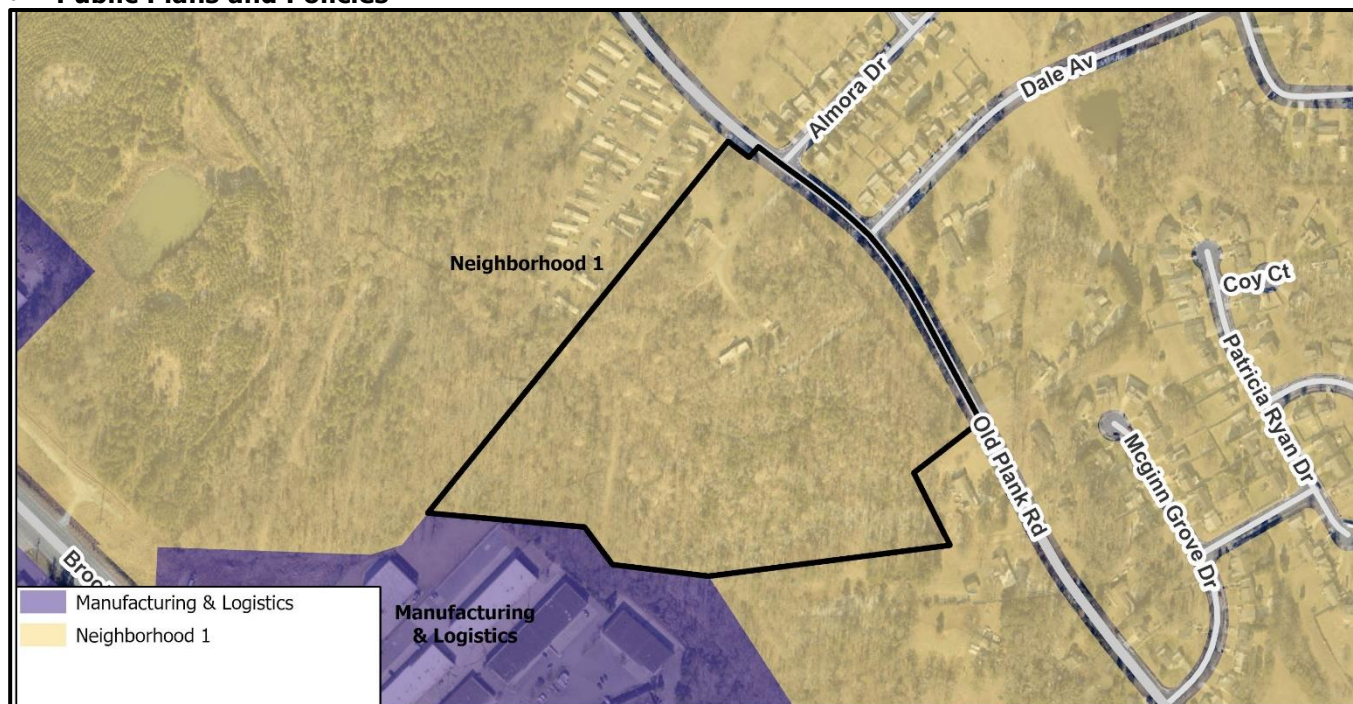 Public Plans and Policies
Almora Dr
Dale Av
Neighborhood 1
Coy Ct
Patricia Ryan Dr
Old Plank Rd
Mcginn Grove Dr
Manufacturing & Logistics
Neighborhood 1
Manufacturing
& Logistics